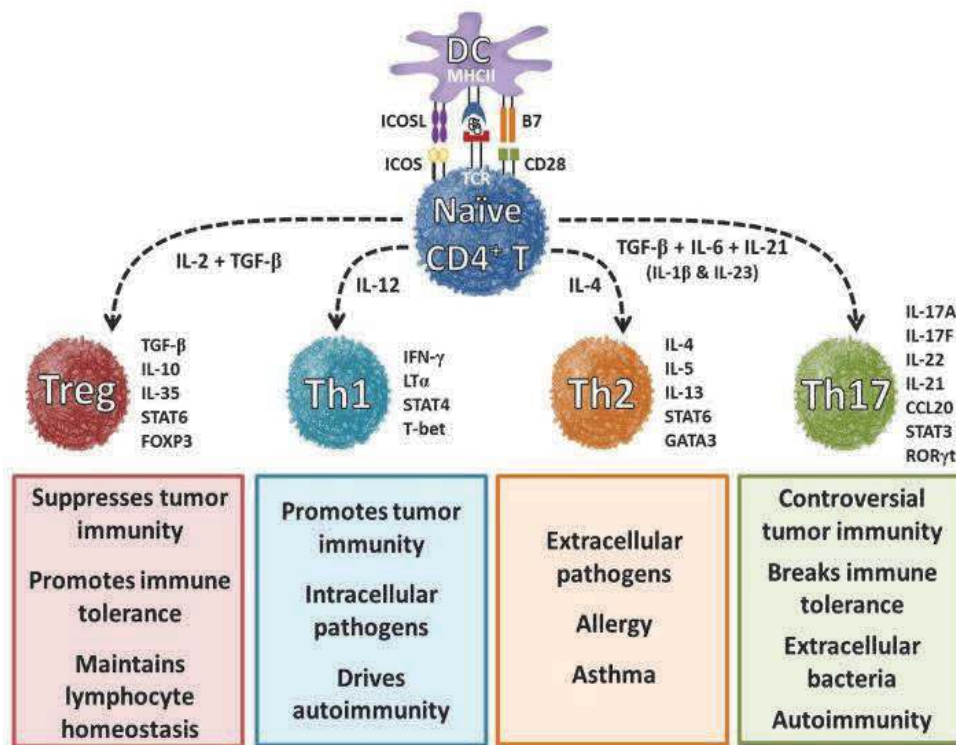 DC
MHCII
ICOSL
B7
ICOS
CD28
TCR
Naïve
CD4⁺ T
IL-2 + TGF-β
IL-12
IL-4
TGF-β + IL-6 + IL-21
(IL-1β & IL-23)
Treg
TGF-β
IL-10
IL-35
STAT6
FOXP3
Th1
IFN-γ
LTα
STAT4
T-bet
Th2
IL-4
IL-5
IL-13
STAT6
GATA3
Th17
IL-17A
IL-17F
IL-22
IL-21
CCL20
STAT3
RORγt
Suppresses tumor
immunity
Promotes immune
tolerance
Maintains
lymphocyte
homeostasis
Promotes tumor
immunity
Intracellular
pathogens
Drives
autoimmunity
Extracellular
pathogens
Allergy
Asthma
Controversial
tumor immunity
Breaks immune
tolerance
Extracellular
bacteria
Autoimmunity